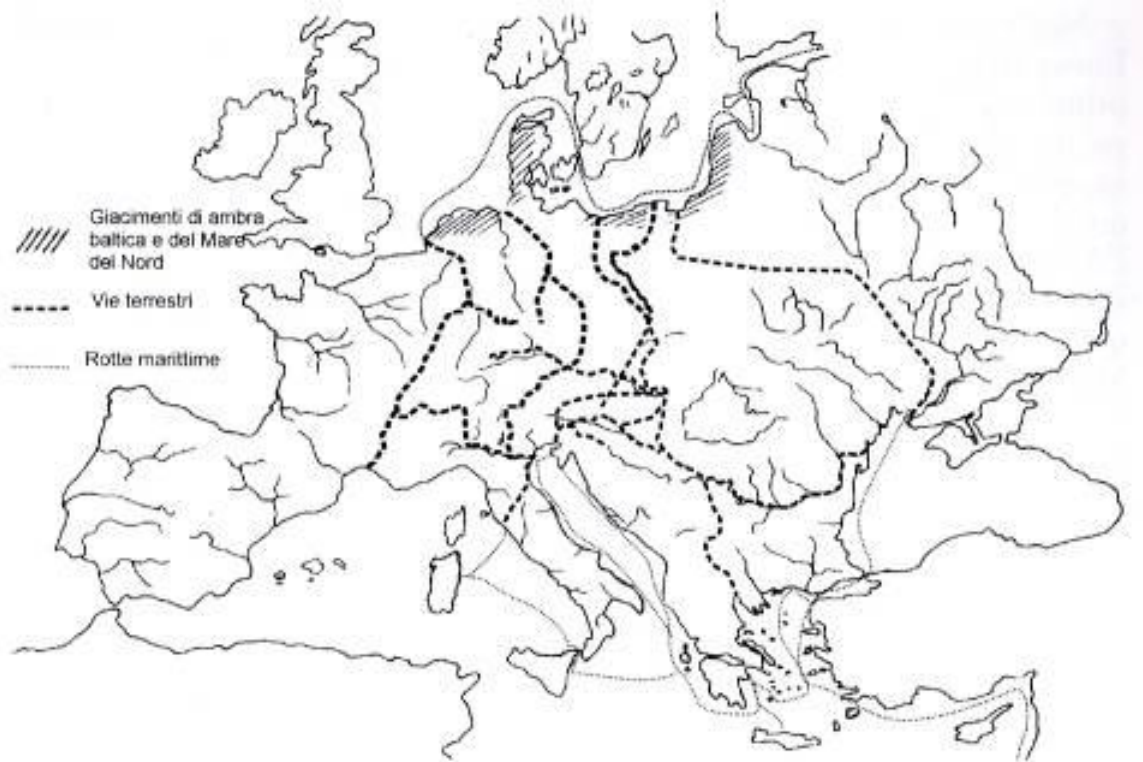 Giacimenti di ambra
baltica e del Mare
del Nord
Vie terrestri
Rotte marittime